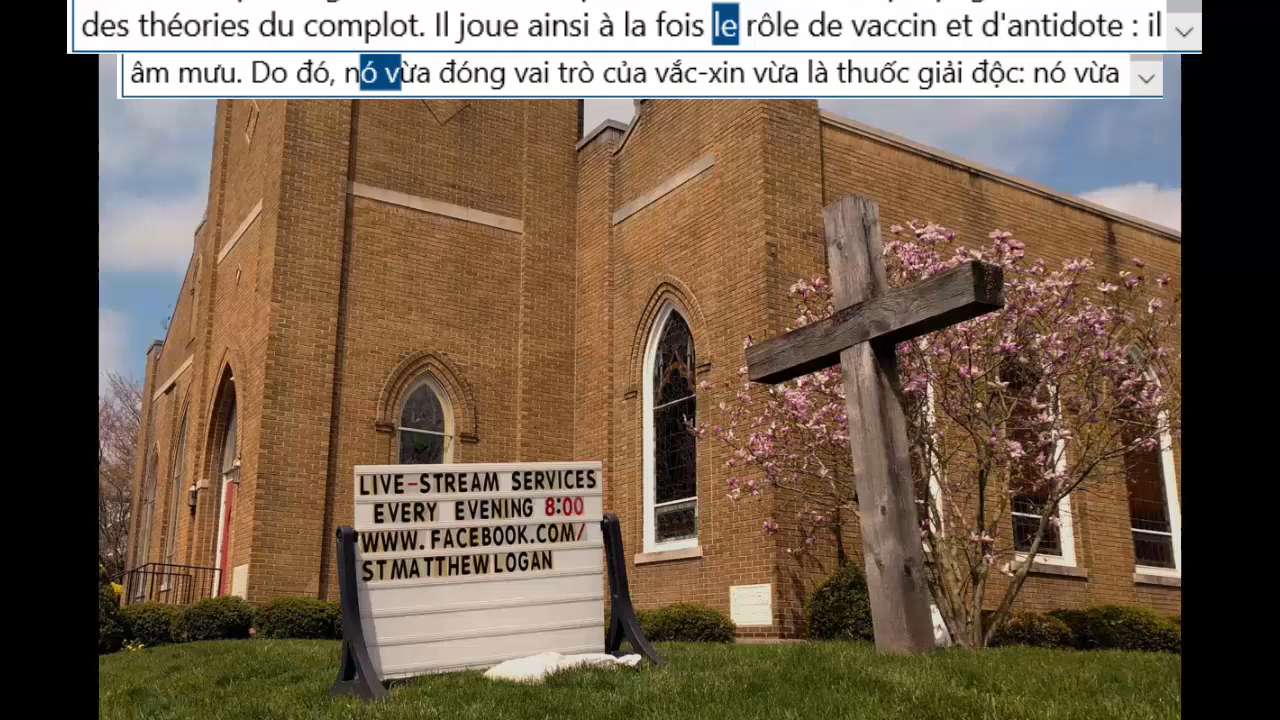 des théories du complot. Il joue ainsi à la fois le rôle de vaccin et d'antidote : il
âm mưu. Do đó, nó vừa đóng vai trò của vắc-xin vừa là thuốc giải độc: nó vừa
LIVE-STREAM SERVICES
EVERY EVENING 8:00
WWW.FACEBOOK.COM/
STMATTHEWLOGAN